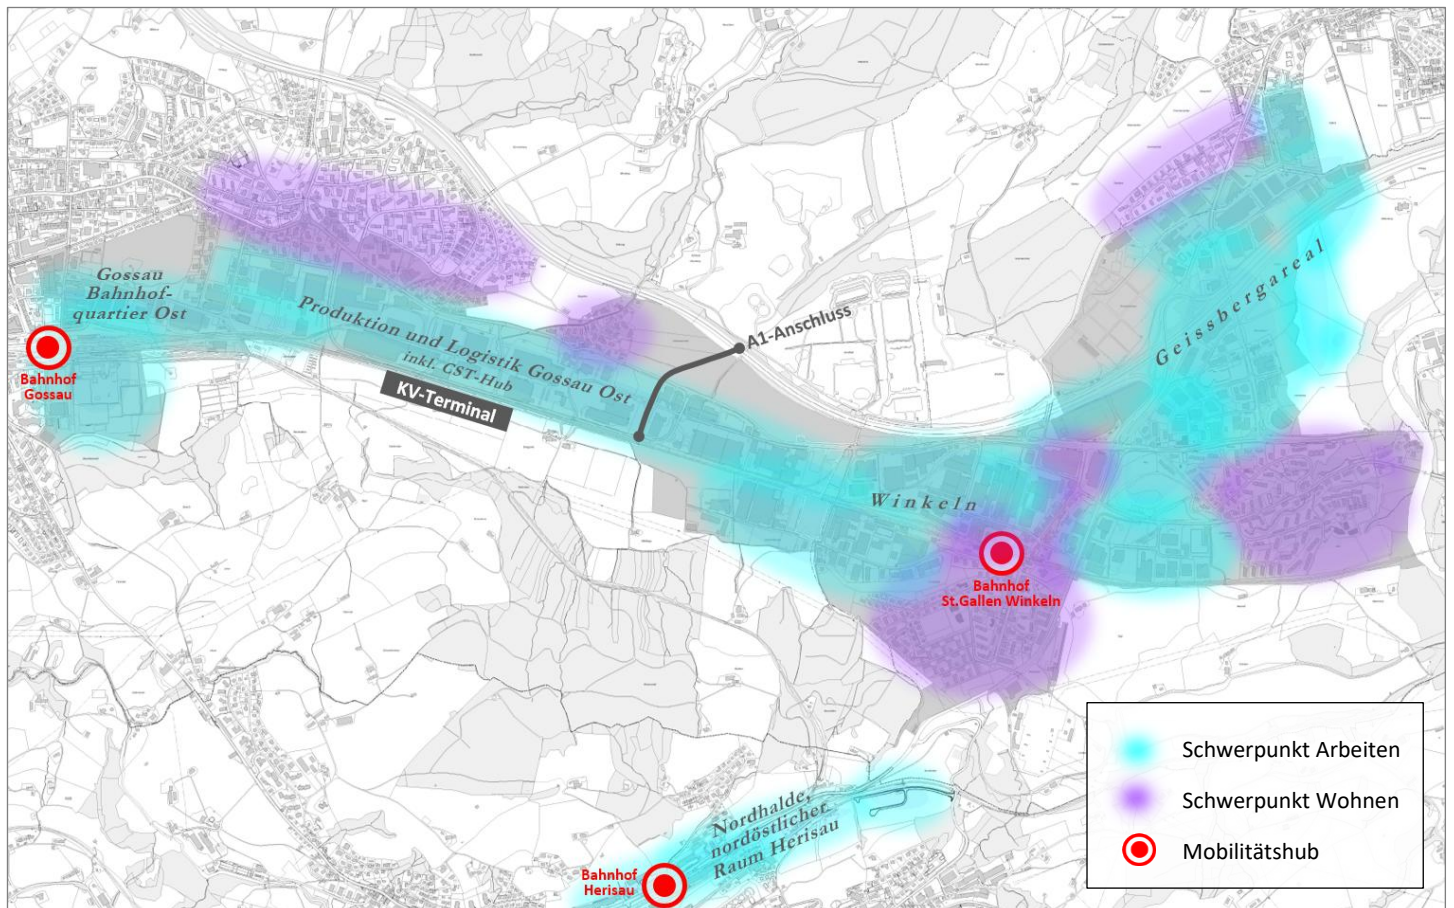 Gossau
Bahnhof-
quartier Ost
Bahnhof
Gossau
Produktion und Logistik Gossau Ost
inkl. CST-Hub
KV-Terminal
A1-Anschluss
Geissbergareal
Winkeln
Bahnhof
St.Gallen Winkeln
Nordhalde,
nordöstlicher
Raum Herisau
Bahnhof
Herisau
Schwerpunkt Arbeiten
Schwerpunkt Wohnen
Mobilitätshub